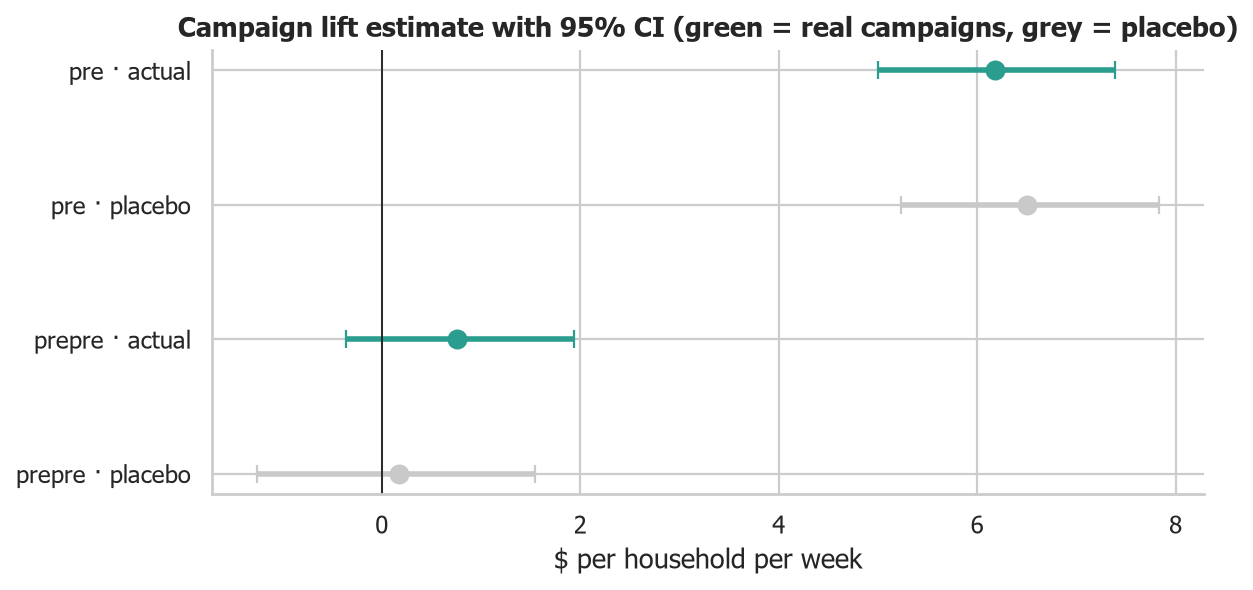 Campaign lift estimate with 95% CI (green = real campaigns, grey = placebo)
pre · actual
pre · placebo
prepre · actual
prepre · placebo
0 2 4 6 8
$ per household per week